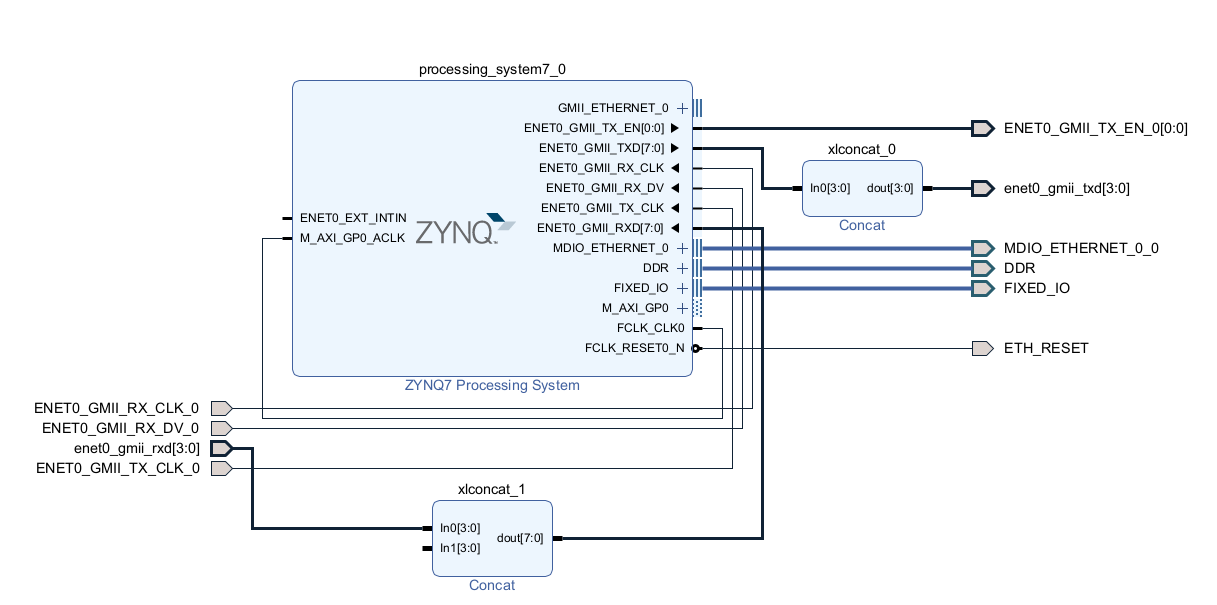 processing_system7_0
GMII_ETHERNET_0
ENET0_GMII_TX_EN[0:0]
ENET0_GMII_TXD[7:0]
ENET0_GMII_RX_CLK
ENET0_GMII_RX_DV
ENET0_GMII_TX_CLK
ENET0_GMII_RXD[7:0]
MDIO_ETHERNET_0
DDR
FIXED_IO
M_AXI_GP0
FCLK_CLK0
FCLK_RESET0_N
ENET0_EXT_INTIN
M_AXI_GP0_ACLK
ZYNQ
ZYNQ7 Processing System
xlconcat_0
In0[3:0] dout[3:0]
Concat
ENET0_GMII_TX_EN_0[0:0]
enet0_gmii_txd[3:0]
MDIO_ETHERNET_0_0
DDR
FIXED_IO
ETH_RESET
ENET0_GMII_RX_CLK_0
ENET0_GMII_RX_DV_0
enet0_gmii_rxd[3:0]
ENET0_GMII_TX_CLK_0
xlconcat_1
In0[3:0]
In1[3:0]
dout[7:0]
Concat